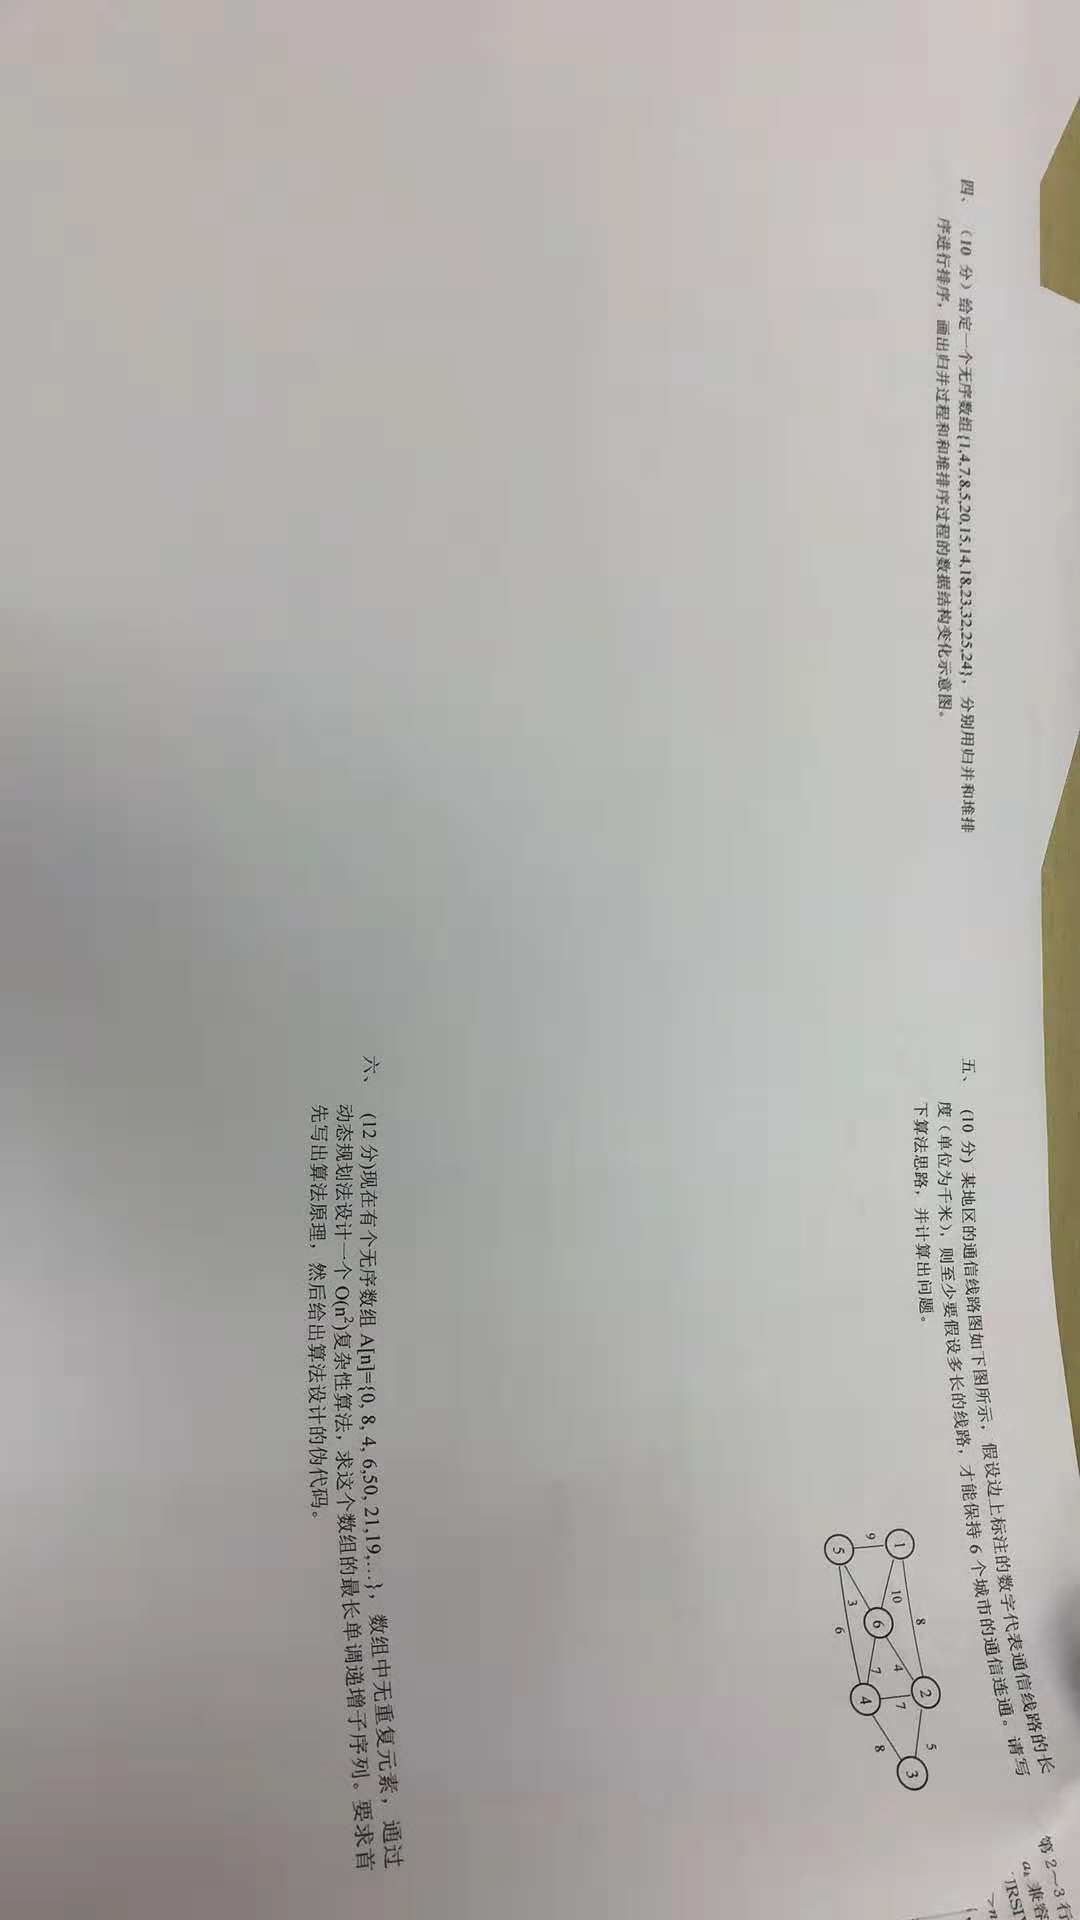 四、 （10 分）给定一个无序数组{1,4,7,8,5,20,15,14,18,23,32,25,24}，分别用归并和堆排
序进行排序，画出归并过程和和堆排序过程的数据结构变化示意图。
五、 (10 分) 某地区的通信线路图如下图所示，假设边上标注的数字代表通信线路的长
度（单位为千米），则至少要假设多长的线路，才能保持 6 个城市的通信连通。请写
下算法思路，并计算出问题。
1 8 2 5 3
10 6 4 7
9 7 4 8
5 3 6
六、 (12 分)现在有个无序数组 A[n]={0, 8, 4, 6,50, 21,19,…}，数组中无重复元素，通过
动态规划法设计一个 O(n²)复杂性算法，求这个数组的最长单调递增子序列。要求首
先写出算法原理，然后给出算法设计的伪代码。
第 2～3 行
兼容